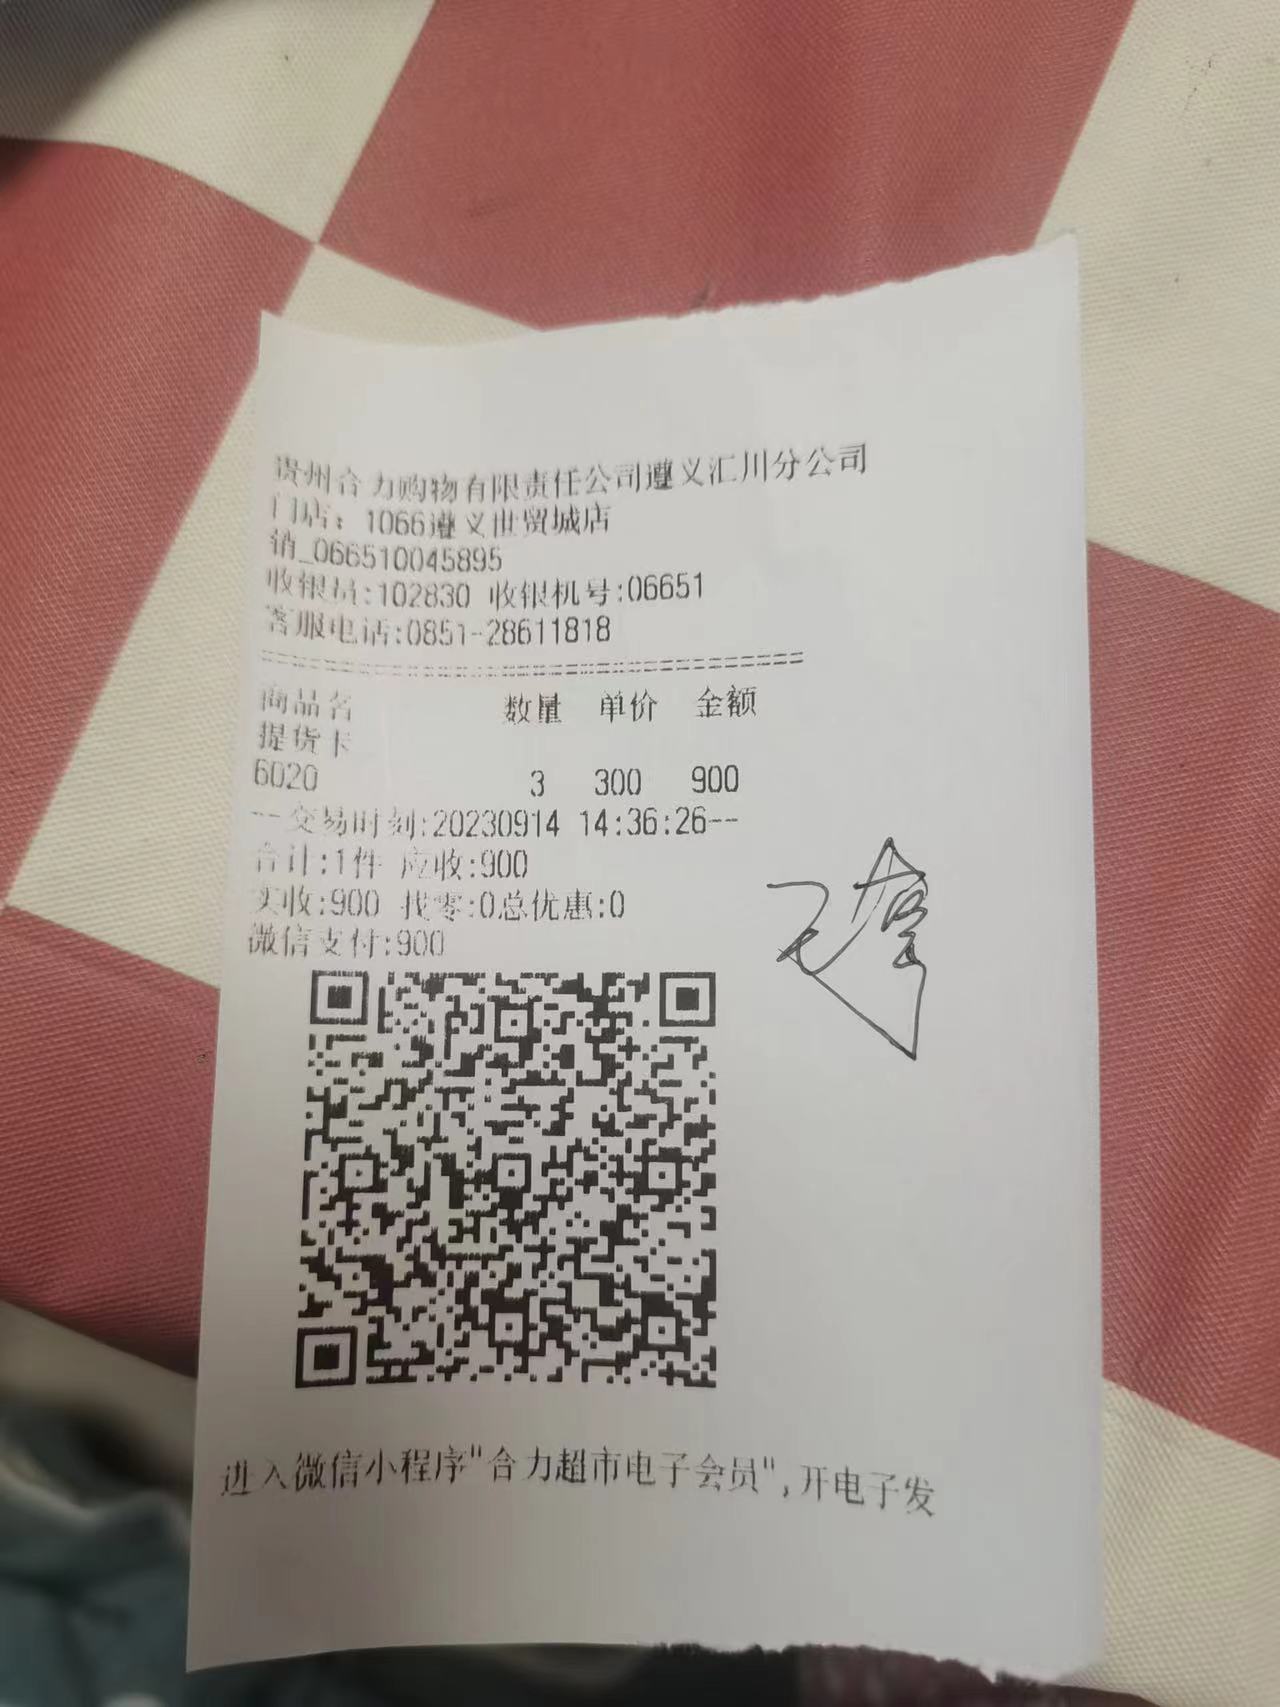 贵州合力购物有限责任公司遵义汇川分公司
门店：1066遵义世贸城店
销_066510045895
收银员:102830 收银机号:06651
客服电话:0851-28611818
================================================
商品名 数量 单价 金额
提货卡
6020 3 300 900
--交易时刻:20230914 14:36:26--
合计:1件 应收:900
实收:900 找零:0总优惠:0
微信支付:900
进入微信小程序"合力超市电子会员",开电子发